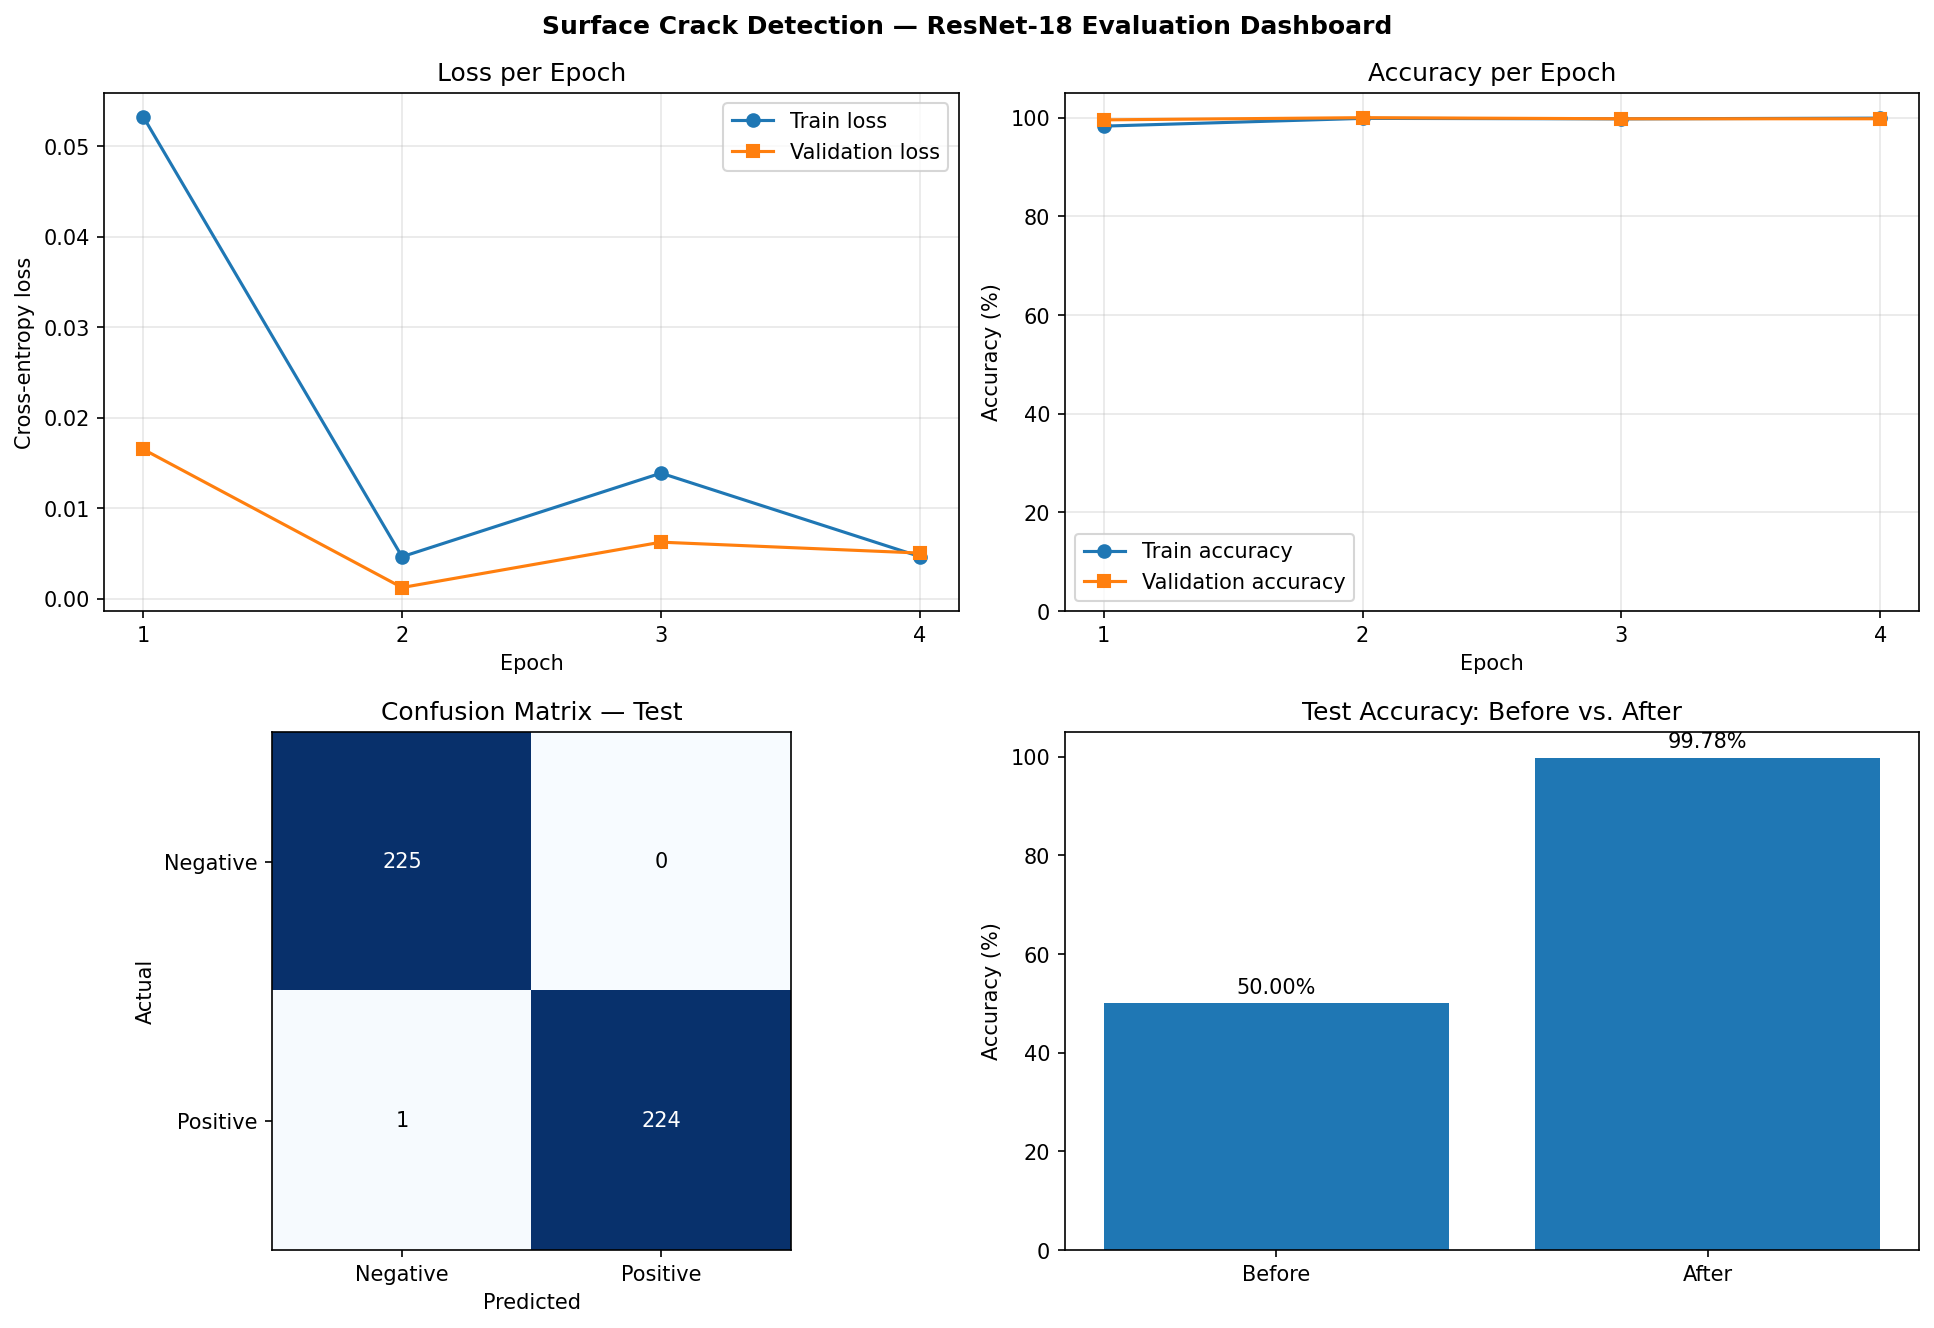 Surface Crack Detection — ResNet-18 Evaluation Dashboard
Loss per Epoch
Train loss
Validation loss
Cross-entropy loss
0.05
0.04
0.03
0.02
0.01
0.00
1 2 3 4
Epoch
Accuracy per Epoch
Accuracy (%)
100
80
60
40
20
0
Train accuracy
Validation accuracy
1 2 3 4
Epoch
Confusion Matrix — Test
Actual
Negative
225 0
Positive
1 224
Negative Positive
Predicted
Test Accuracy: Before vs. After
Accuracy (%)
100
80
60
40
20
0
50.00%
99.78%
Before After